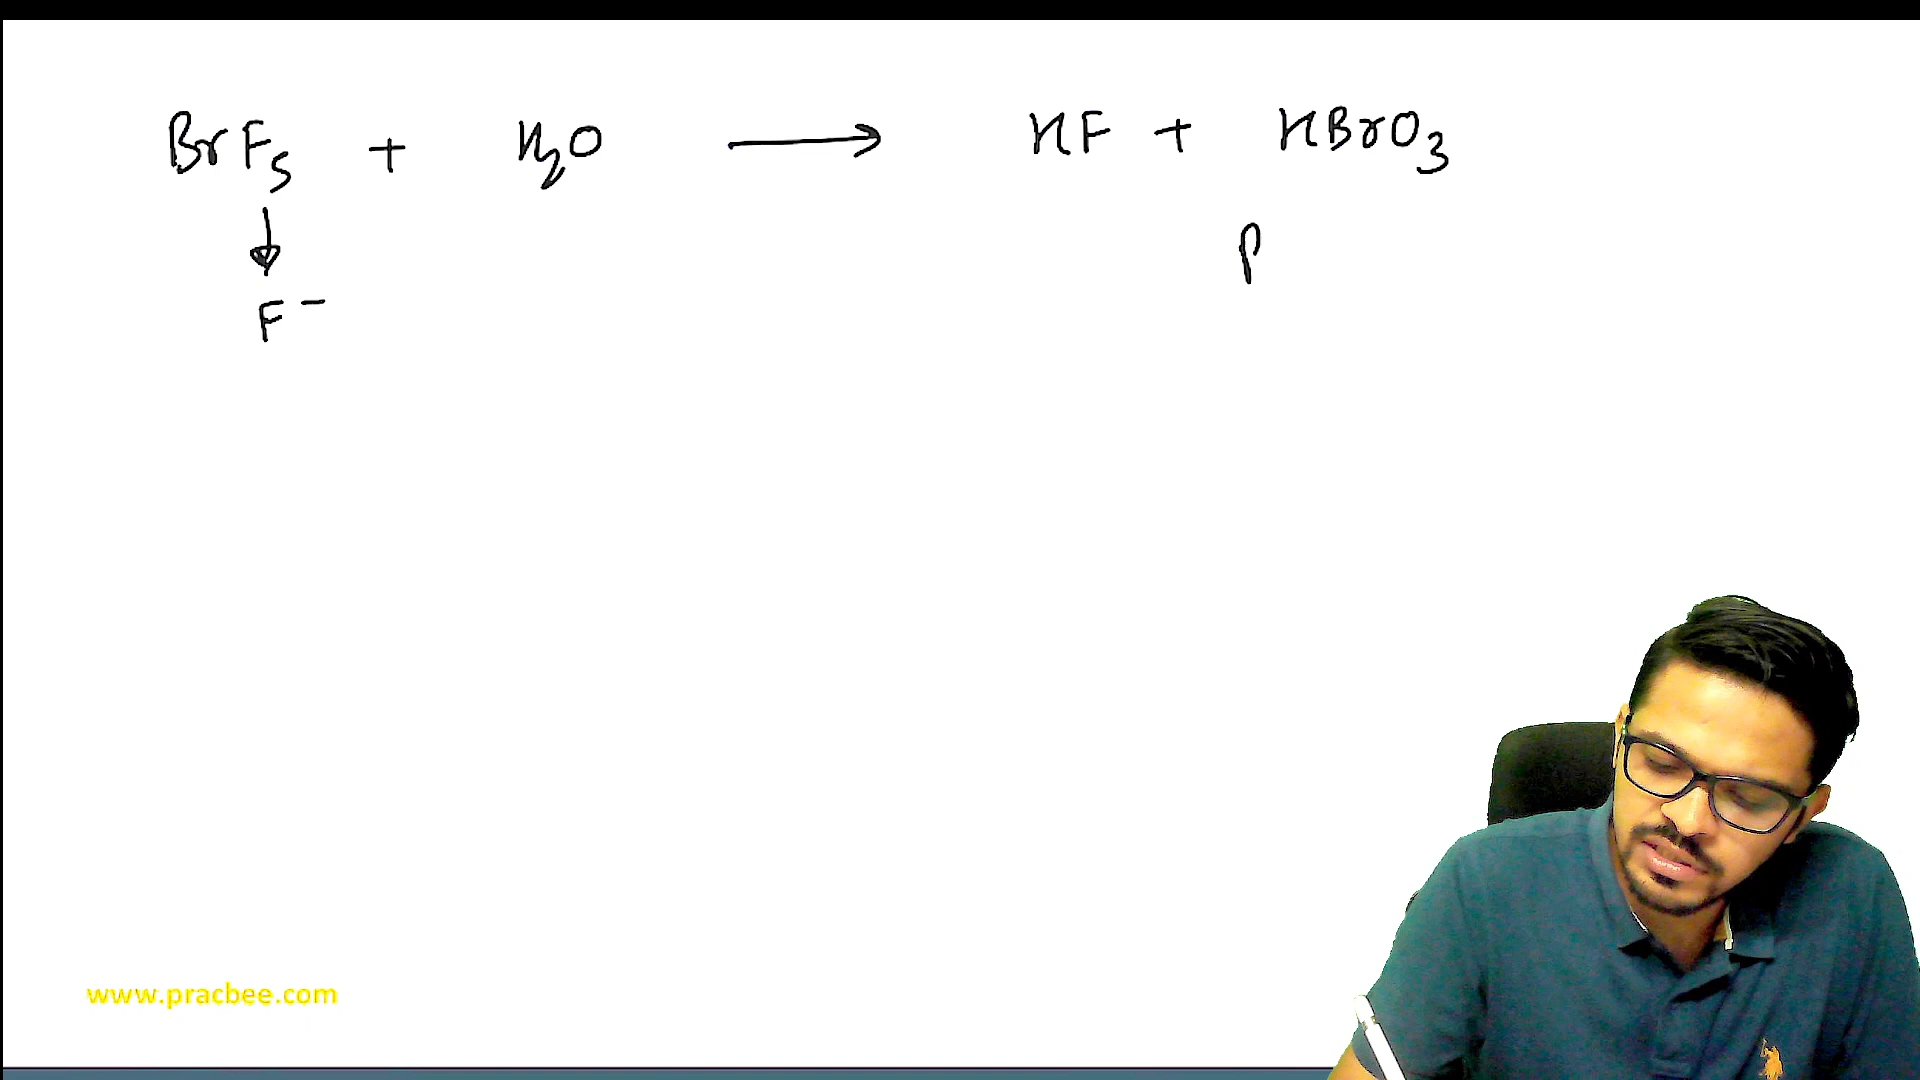 BrF₅ + H₂O ⟶ HF + HBrO₃
↓ P
F⁻
www.pracbee.com